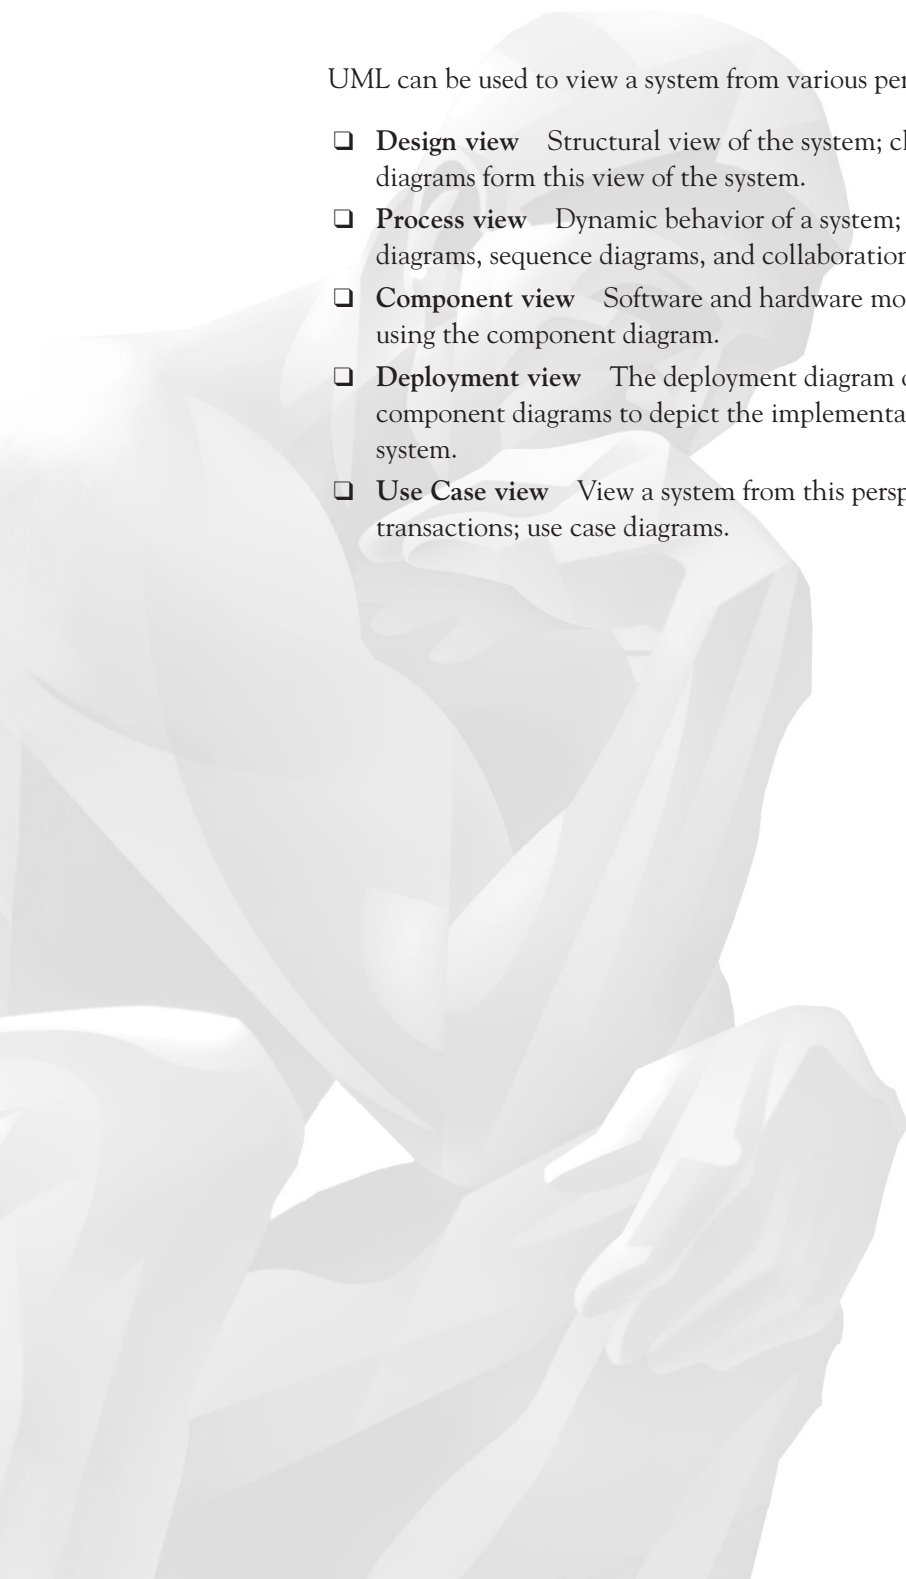 UML can be used to view a system from various per
❑ Design view Structural view of the system; cl
diagrams form this view of the system.
❑ Process view Dynamic behavior of a system;
diagrams, sequence diagrams, and collaboration
❑ Component view Software and hardware mo
using the component diagram.
❑ Deployment view The deployment diagram
component diagrams to depict the implementa
system.
❑ Use Case view View a system from this persp
transactions; use case diagrams.